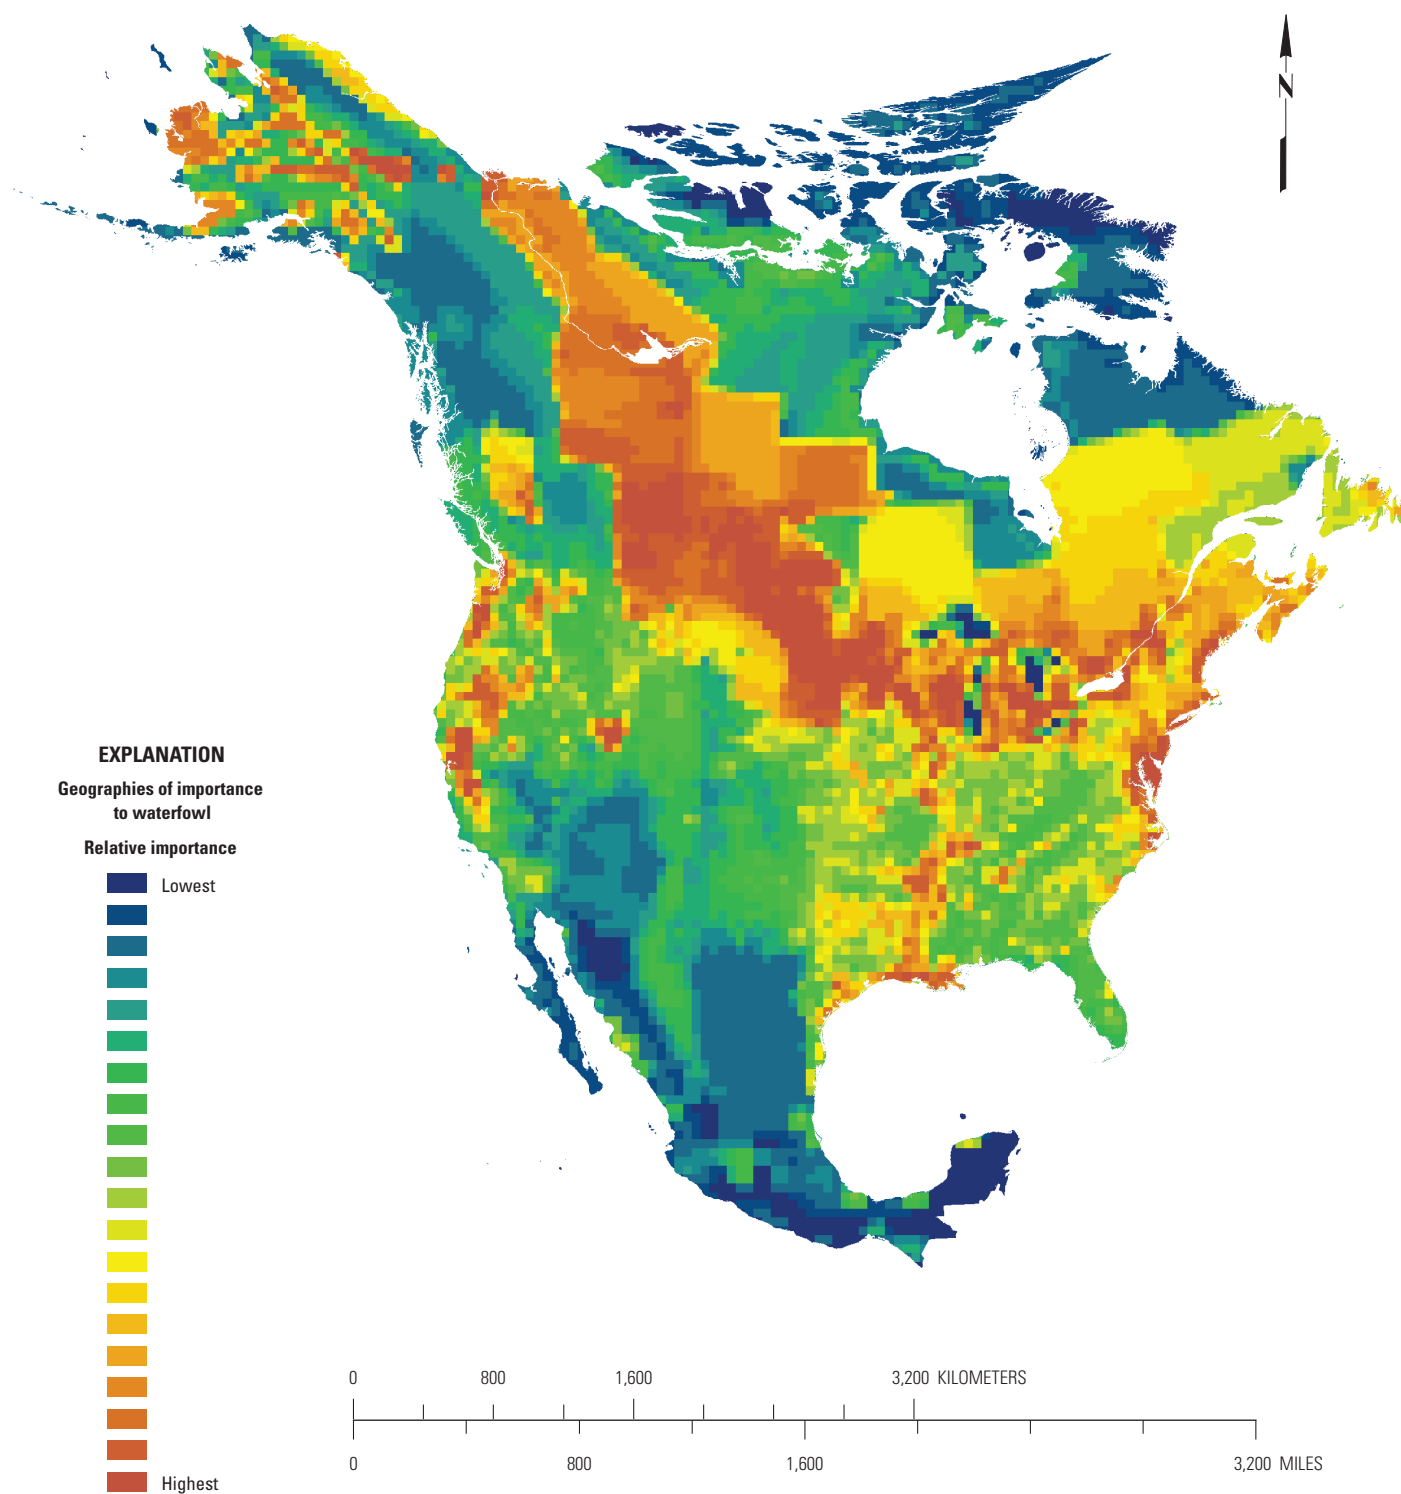 N
EXPLANATION
Geographies of importance
to waterfowl
Relative importance
Lowest
Highest
0 800 1,600 3,200 KILOMETERS
0 800 1,600 3,200 MILES